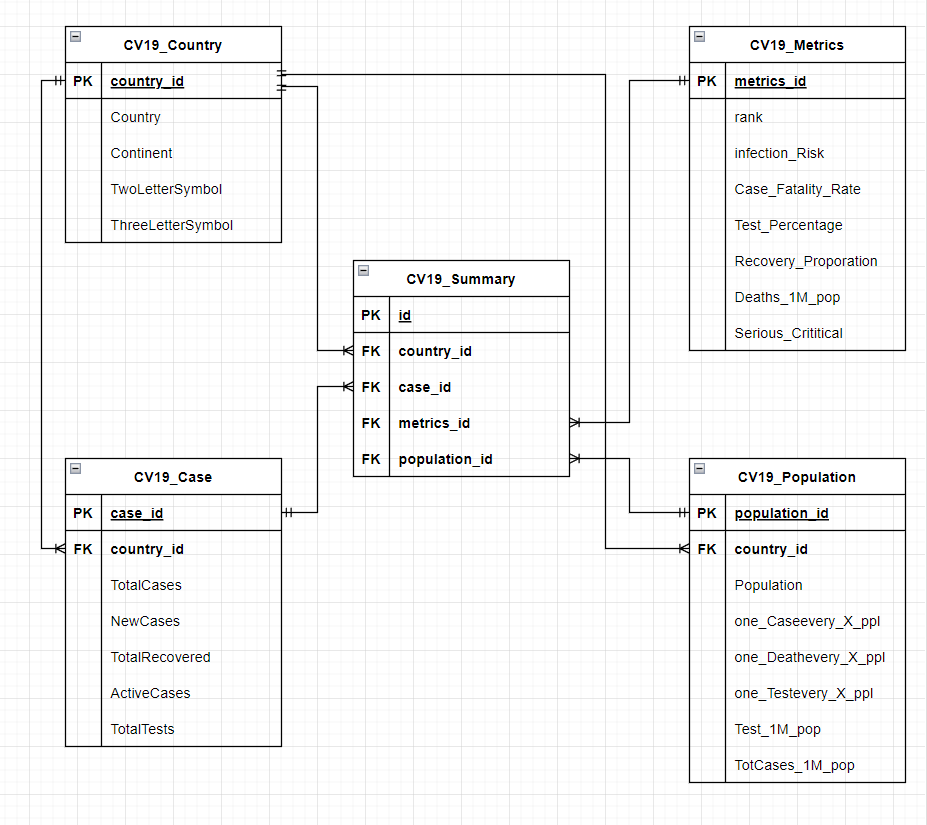 CV19_Country
PK country_id
Country
Continent
TwoLetterSymbol
ThreeLetterSymbol
CV19_Metrics
PK metrics_id
rank
infection_Risk
Case_Fatality_Rate
Test_Percentage
Recovery_Proporation
Deaths_1M_pop
Serious_Crititical
CV19_Summary
PK id
FK country_id
FK case_id
FK metrics_id
FK population_id
CV19_Case
PK case_id
FK country_id
TotalCases
NewCases
TotalRecovered
ActiveCases
TotalTests
CV19_Population
PK population_id
FK country_id
Population
one_Caseevery_X_ppl
one_Deathevery_X_ppl
one_Testevery_X_ppl
Test_1M_pop
TotCases_1M_pop